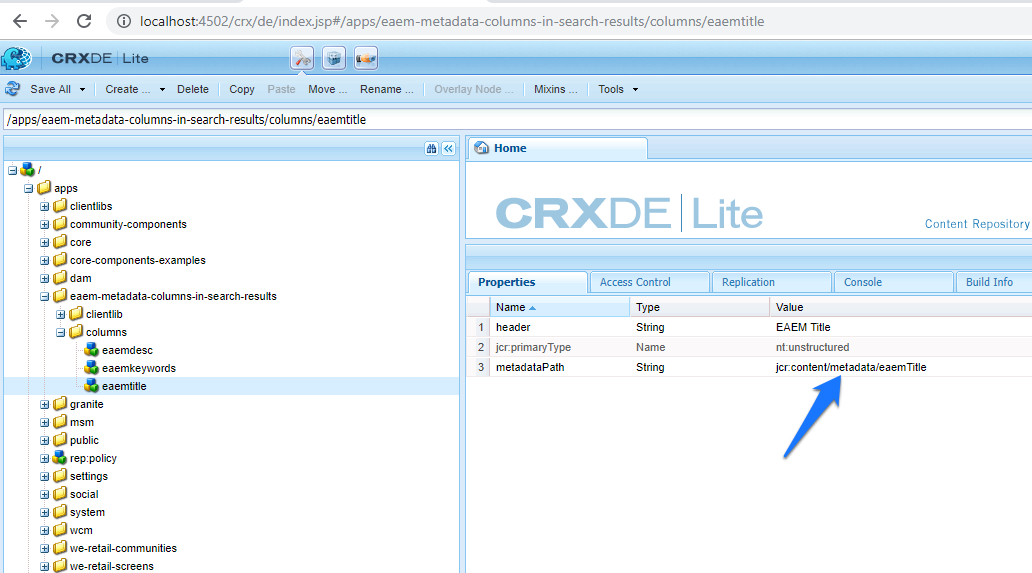 localhost:4502/crx/de/index.jsp#/apps/eaem-metadata-columns-in-search-results/columns/eaemtitle
CRXDE | Lite
Save All Create ... Delete Copy Paste Move ... Rename ... Overlay Node ... Mixins ... Tools
/apps/eaem-metadata-columns-in-search-results/columns/eaemtitle
/
apps
clientlibs
community-components
core
core-components-examples
dam
eaem-metadata-columns-in-search-results
clientlib
columns
eaemdesc
eaemkeywords
eaemtitle
granite
msm
public
rep:policy
settings
social
system
wcm
we-retail-communities
we-retail-screens
Home
CRXDE | Lite
Content Repository
Properties Access Control Replication Console Build Info
Name Type Value
1 header String EAEM Title
2 jcr:primaryType Name nt:unstructured
3 metadataPath String jcr:content/metadata/eaemTitle